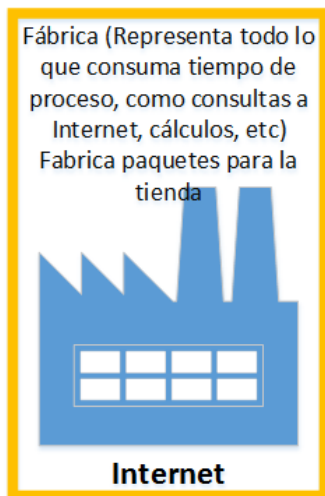 Fábrica (Representa todo lo
que consuma tiempo de
proceso, como consultas a
Internet, cálculos, etc)
Fabrica paquetes para la
tienda
Internet